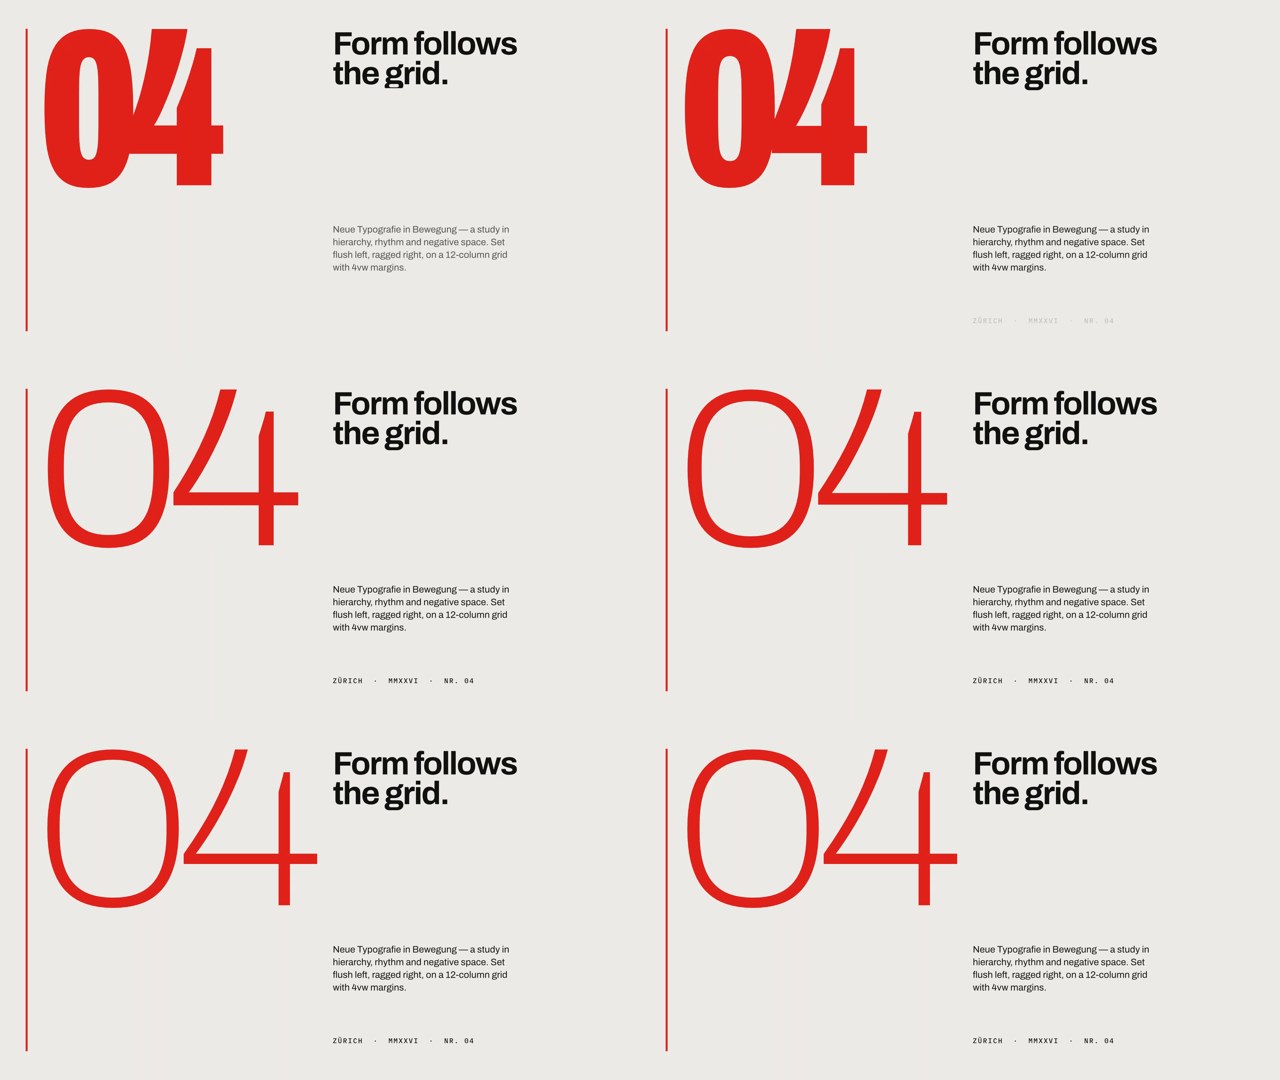 04
Form follows
the grid.
Neue Typografie in Bewegung — a study in
hierarchy, rhythm and negative space. Set
flush left, ragged right, on a 12-column grid
with 4vw margins.
04
Form follows
the grid.
Neue Typografie in Bewegung — a study in
hierarchy, rhythm and negative space. Set
flush left, ragged right, on a 12-column grid
with 4vw margins.
ZÜRICH · MMXXVI · NR. 04
04
Form follows
the grid.
Neue Typografie in Bewegung — a study in
hierarchy, rhythm and negative space. Set
flush left, ragged right, on a 12-column grid
with 4vw margins.
ZÜRICH · MMXXVI · NR. 04
04
Form follows
the grid.
Neue Typografie in Bewegung — a study in
hierarchy, rhythm and negative space. Set
flush left, ragged right, on a 12-column grid
with 4vw margins.
ZÜRICH · MMXXVI · NR. 04
04
Form follows
the grid.
Neue Typografie in Bewegung — a study in
hierarchy, rhythm and negative space. Set
flush left, ragged right, on a 12-column grid
with 4vw margins.
ZÜRICH · MMXXVI · NR. 04
04
Form follows
the grid.
Neue Typografie in Bewegung — a study in
hierarchy, rhythm and negative space. Set
flush left, ragged right, on a 12-column grid
with 4vw margins.
ZÜRICH · MMXXVI · NR. 04